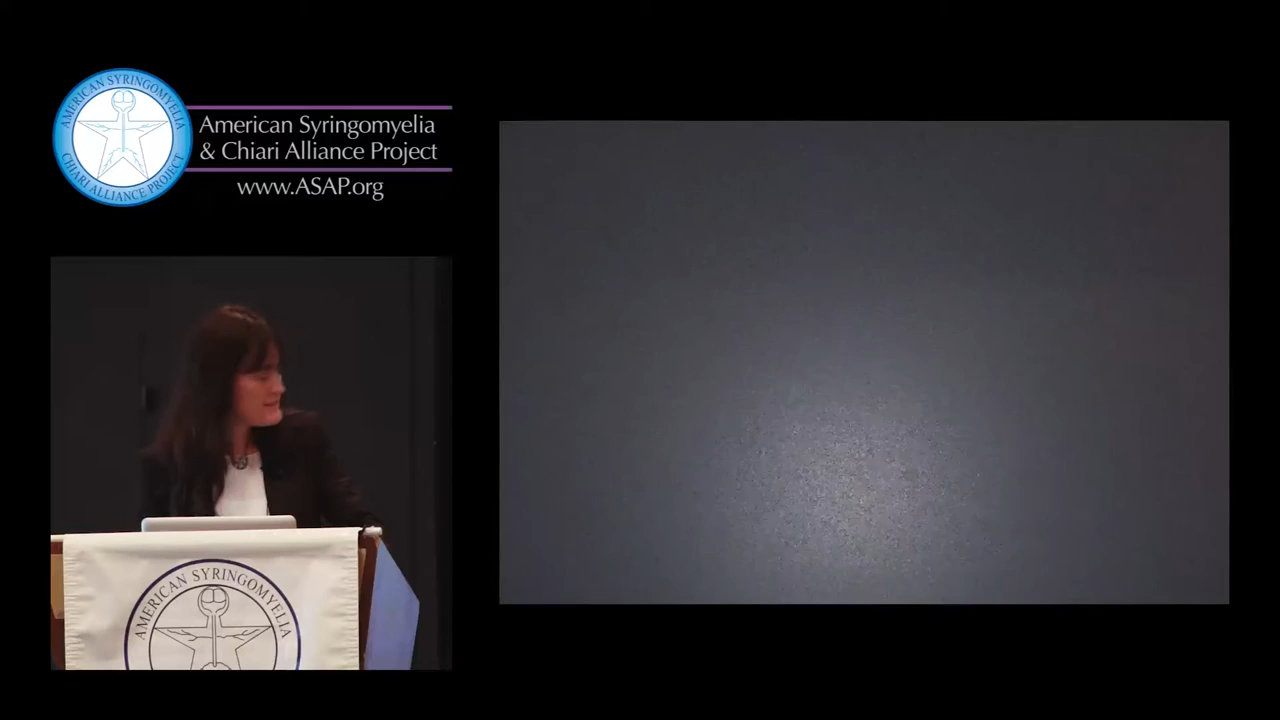 AMERICAN SYRINGOMYELIA
CHIARI ALLIANCE PROJECT
American Syringomyelia
& Chiari Alliance Project
www.ASAP.org
AMERICAN SYRINGOMYELIA